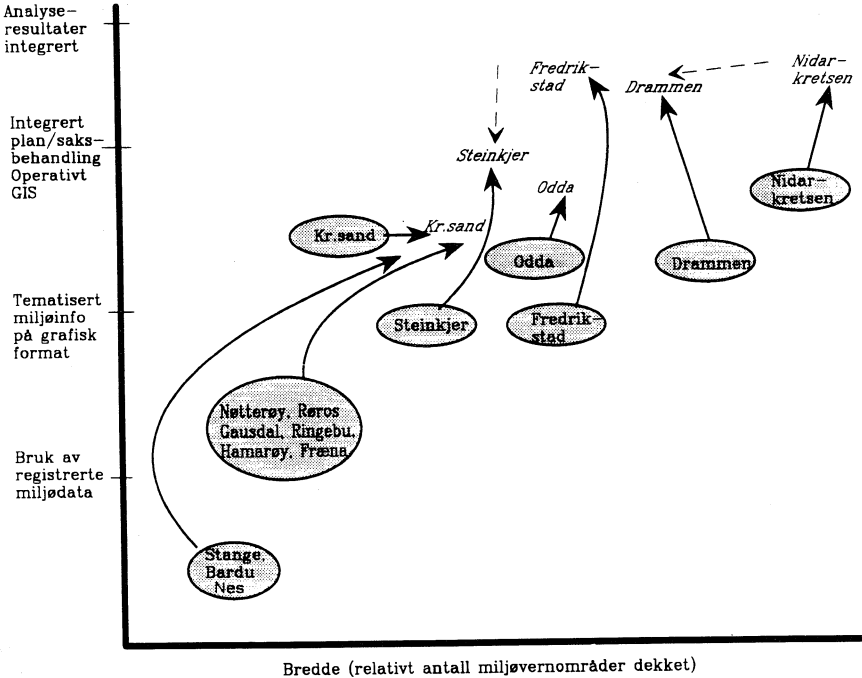 Analyse-
resultater
integrert
Integrert
plan/saks-
behandling
Operativt
GIS
Tematisert
miljøinfo
på grafisk
format
Bruk av
registrerte
miljødata
Fredrik-
stad
Drammen
Nidar-
kretsen
Steinkjer
Odda
Kr.sand
Kr.sand
Odda
Nidar-
kretsen
Drammen
Steinkjer
Fredrik-
stad
Nøtterøy, Røros
Gausdal, Ringebu,
Hamarøy, Fræna
Stange,
Bardu
Nes
Bredde (relativt antall miljøvernområder dekket)